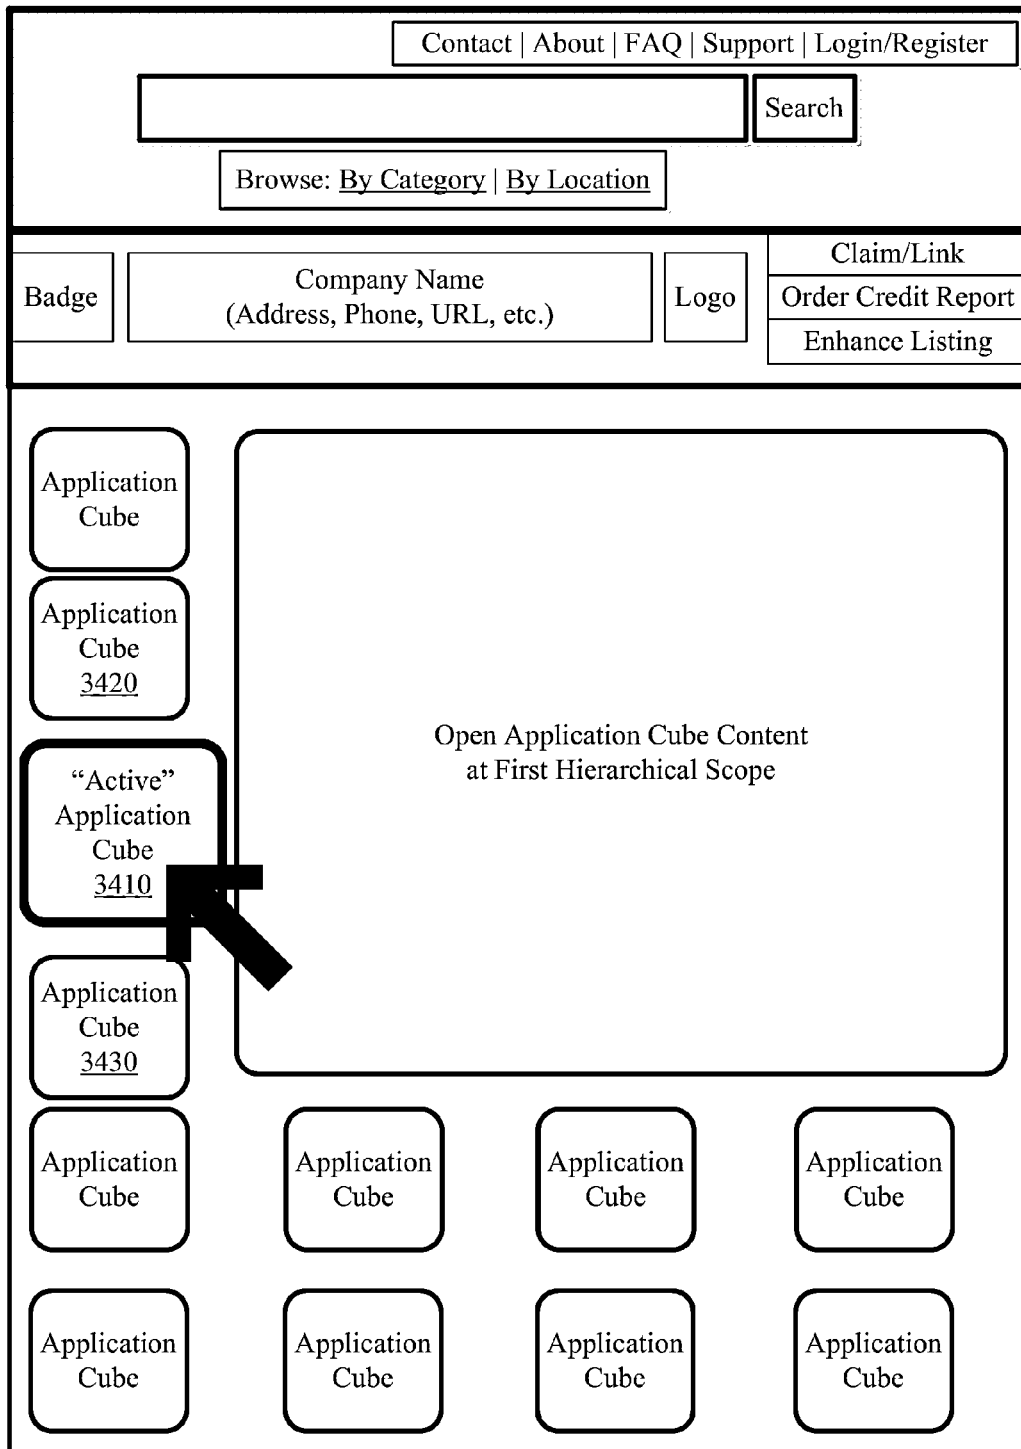 Contact | About | FAQ | Support | Login/Register
Search
Browse: By Category | By Location
Badge
Company Name
(Address, Phone, URL, etc.)
Logo
Claim/Link
Order Credit Report
Enhance Listing
Application
Cube
Application
Cube
3420
“Active”
Application
Cube
3410
Open Application Cube Content
at First Hierarchical Scope
Application
Cube
3430
Application
Cube
Application
Cube
Application
Cube
Application
Cube
Application
Cube
Application
Cube
Application
Cube
Application
Cube